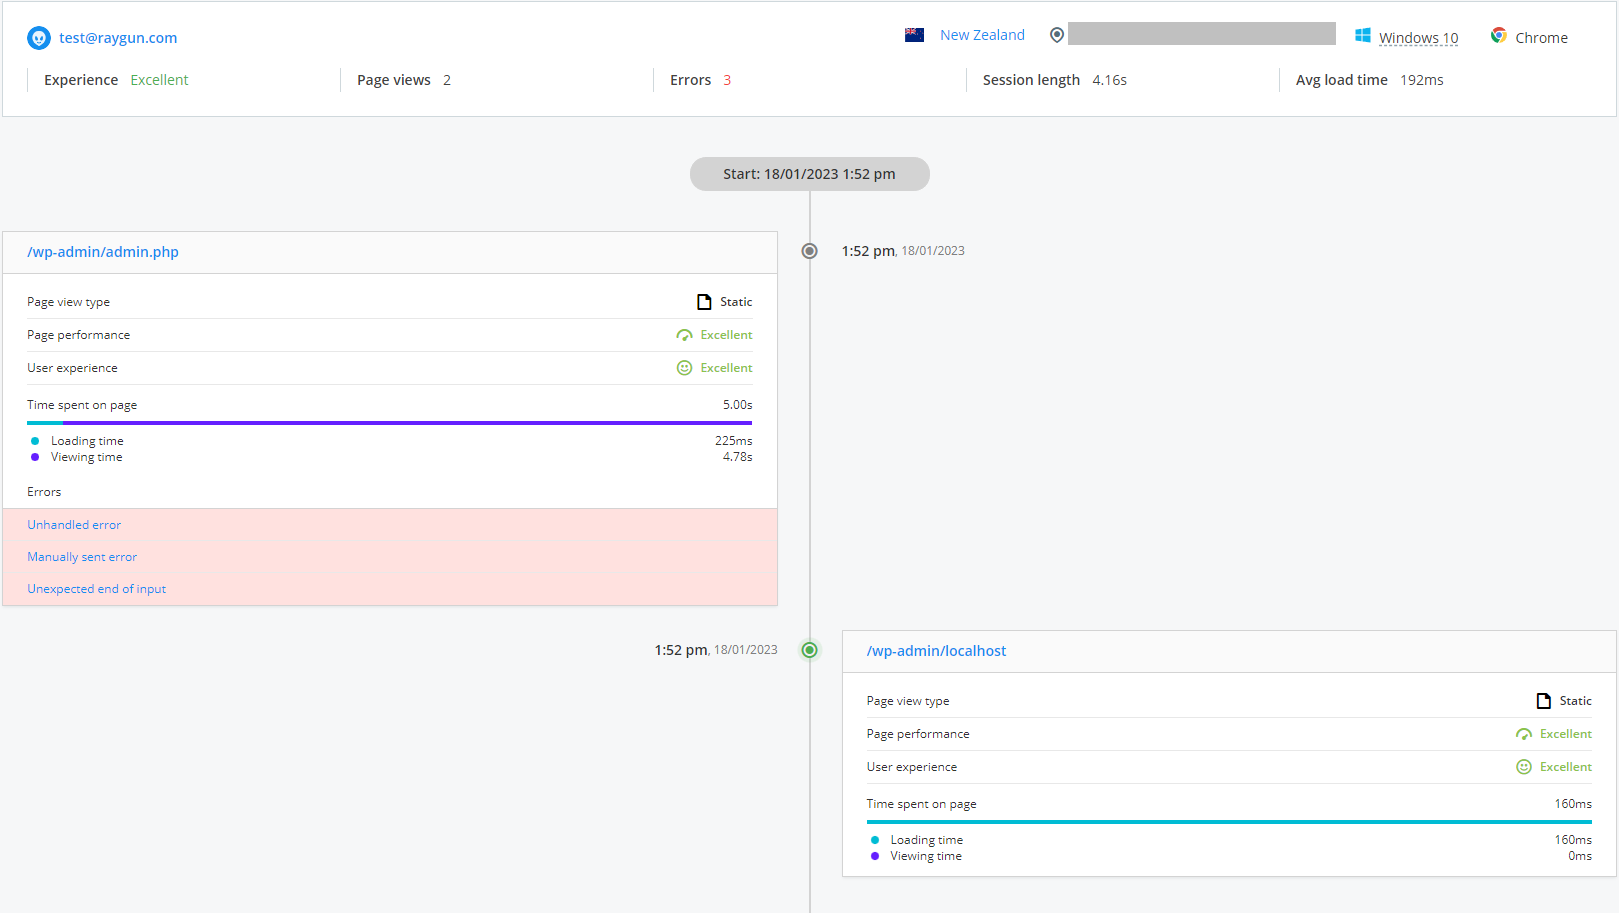 test@raygun.com
New Zealand
Windows 10
Chrome
Experience Excellent
Page views 2
Errors 3
Session length 4.16s
Avg load time 192ms
Start: 18/01/2023 1:52 pm
/wp-admin/admin.php
1:52 pm, 18/01/2023
Page view type Static
Page performance Excellent
User experience Excellent
Time spent on page 5.00s
Loading time 225ms
Viewing time 4.78s
Errors
Unhandled error
Manually sent error
Unexpected end of input
1:52 pm, 18/01/2023
/wp-admin/localhost
Page view type Static
Page performance Excellent
User experience Excellent
Time spent on page 160ms
Loading time 160ms
Viewing time 0ms